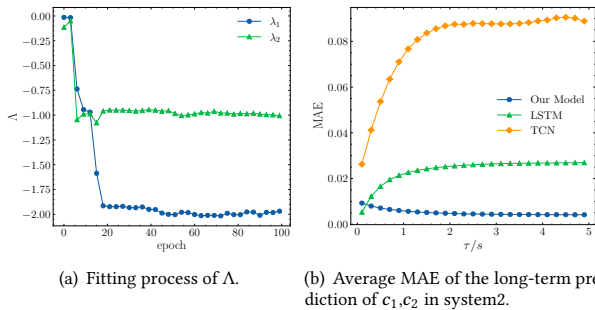 0.00
−0.25
−0.50
−0.75
−1.00
−1.25
−1.50
−1.75
−2.00
Λ
0 20 40 60 80 100
epoch
λ1
λ2
(a) Fitting process of Λ.
0.08
0.06
0.04
0.02
0.00
MAE
0 1 2 3 4 5
τ/s
Our Model
LSTM
TCN
(b) Average MAE of the long-term pre
diction of c1,c2 in system2.